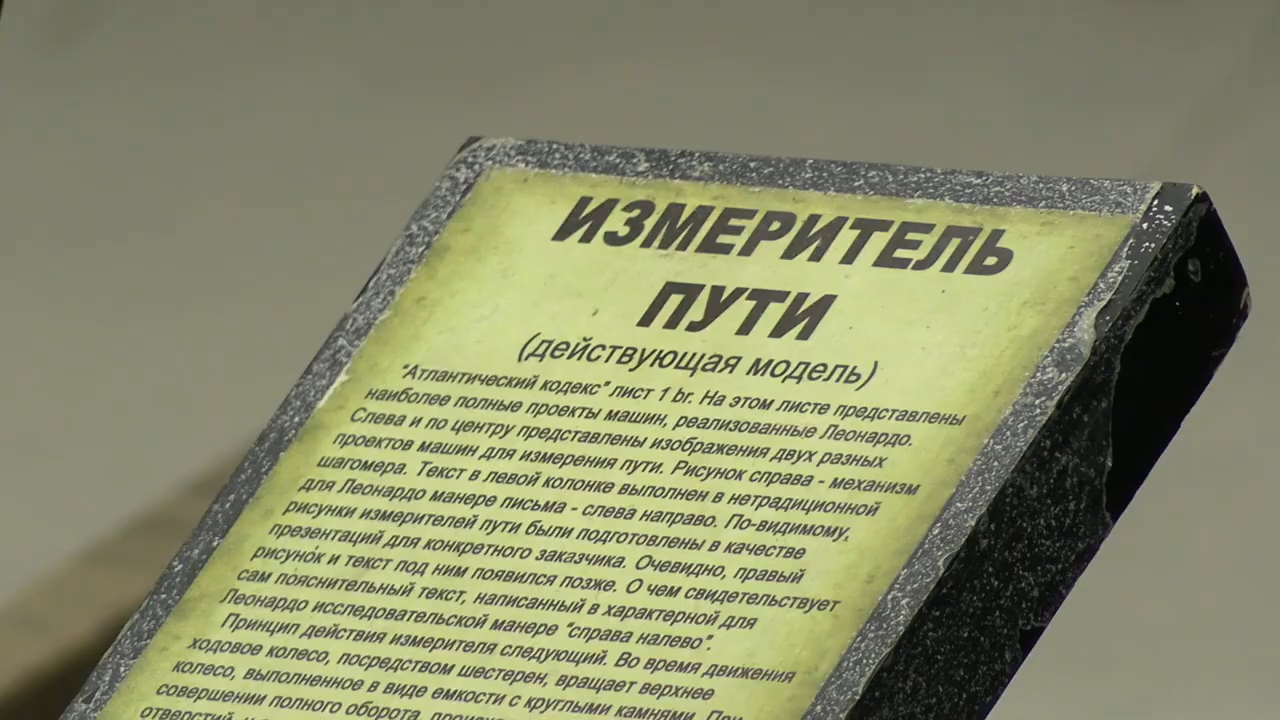 ИЗМЕРИТЕЛЬ
ПУТИ
(действующая модель)
"Атлантический кодекс" лист 1 br. На этом листе представлены
наиболее полные проекты машин, реализованные Леонардо.
Слева и по центру представлены изображения двух разных
проектов машин для измерения пути. Рисунок справа - механизм
шагомера. Текст в левой колонке выполнен в нетрадиционной
для Леонардо манере письма - слева направо. По-видимому,
рисунки измерителей пути были подготовлены в качестве
презентаций для конкретного заказчика. Очевидно, правый
рисунок и текст под ним появился позже. О чем свидетельствует
сам пояснительный текст, написанный в характерной для
Леонардо исследовательской манере "справа налево".
Принцип действия измерителя следующий. Во время движения
ходовое колесо, посредством шестерен, вращает верхнее
колесо, выполненное в виде емкости с круглыми камнями. При
совершении полного оборота,
отверстий,